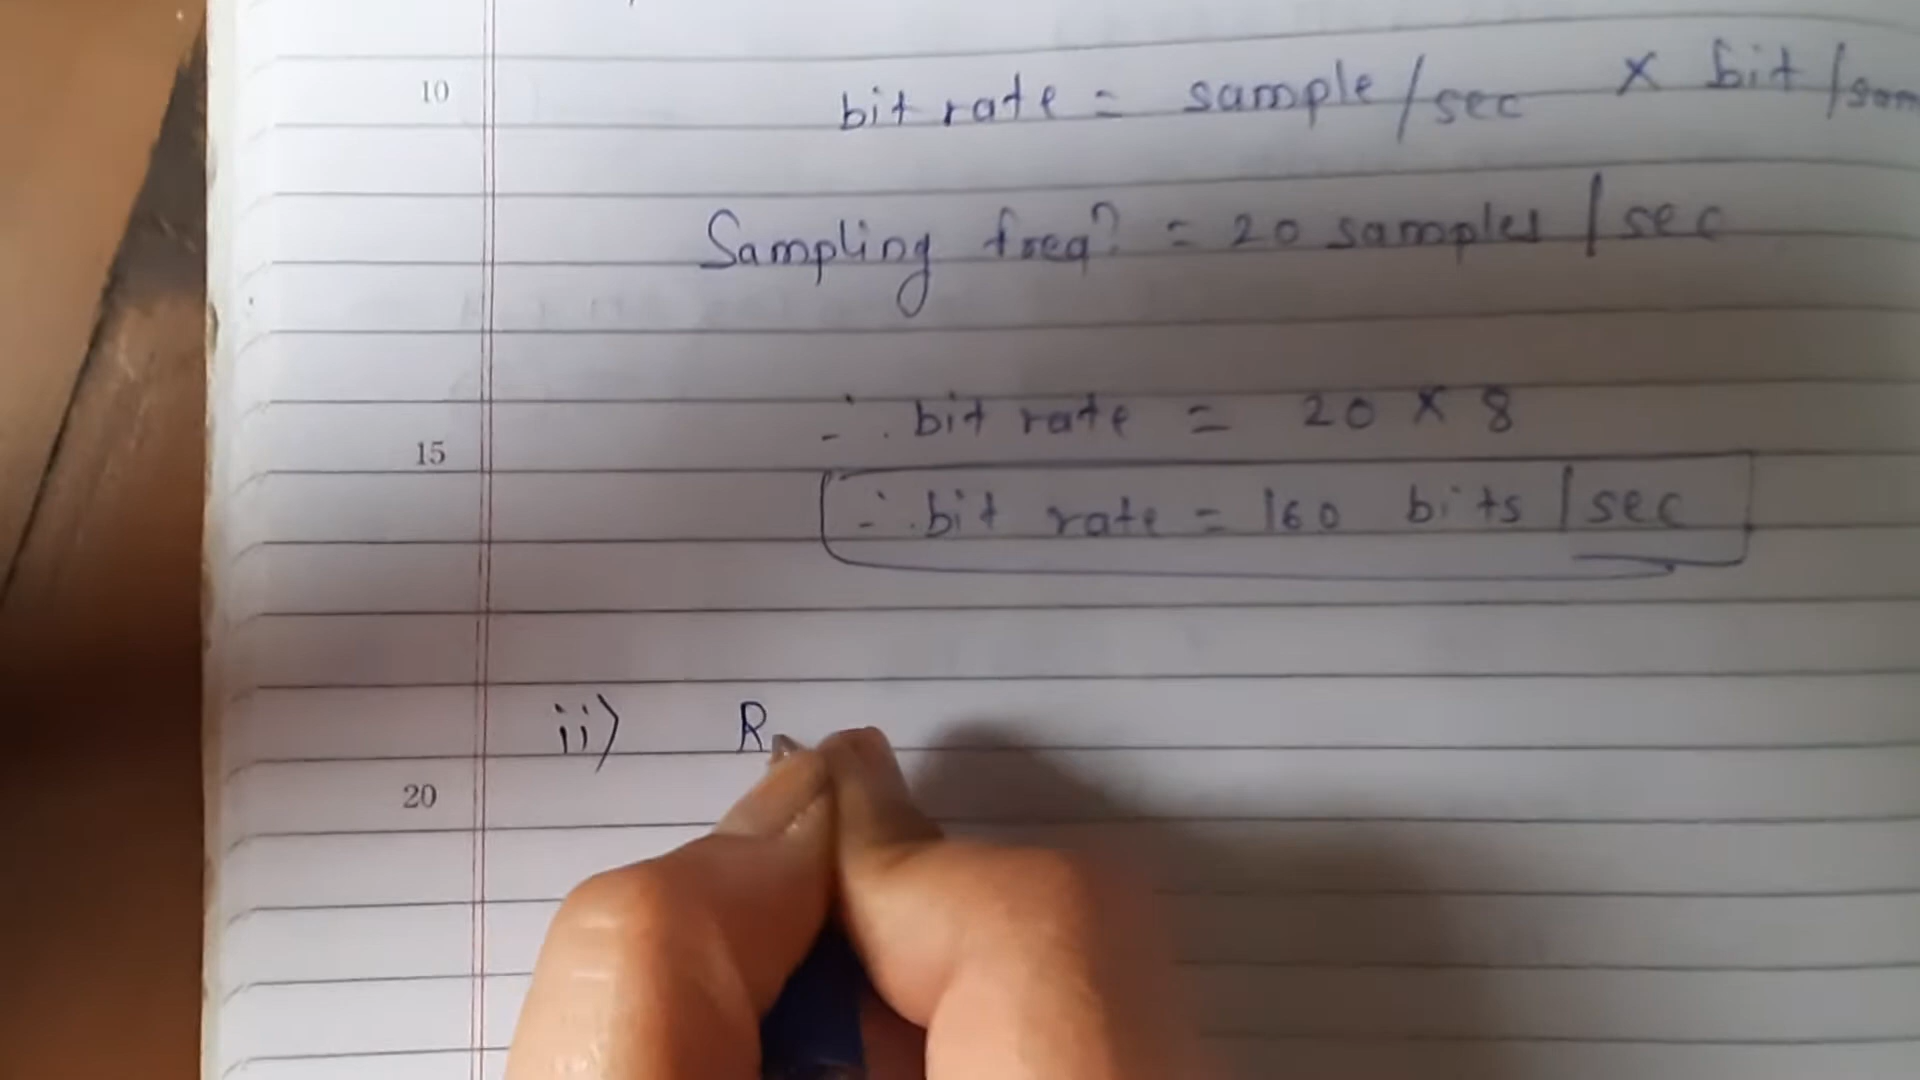 10
bit rate = sample/sec × bit/sam
Sampling freqⁿ = 20 samples/sec
∴ bit rate = 20 × 8
15
∴ bit rate = 160 bits/sec
ii) R
20